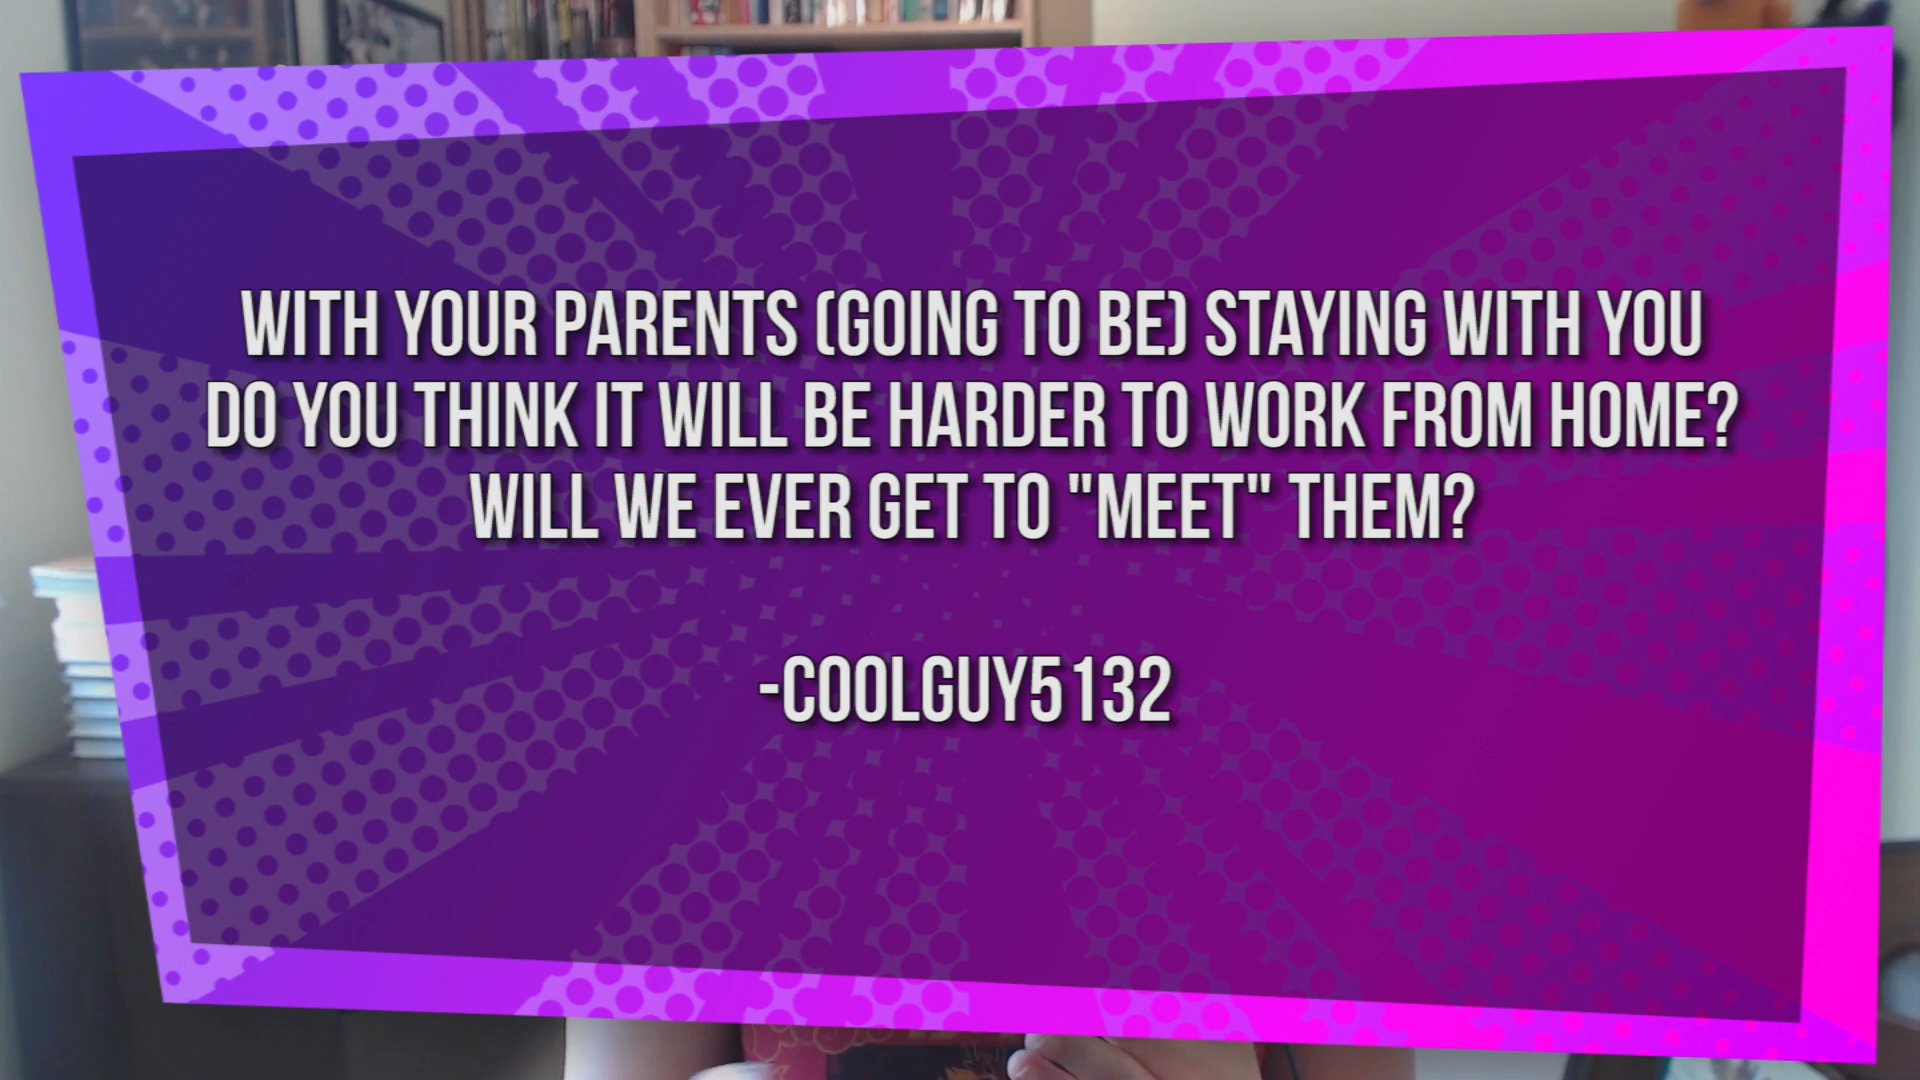 WITH YOUR PARENTS (GOING TO BE) STAYING WITH YOU
DO YOU THINK IT WILL BE HARDER TO WORK FROM HOME?
WILL WE EVER GET TO "MEET" THEM?
-COOLGUY5132